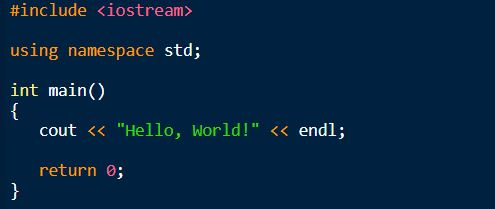 #include <iostream>
using namespace std;
int main()
{
   cout << "Hello, World!" << endl;
   return 0;
}